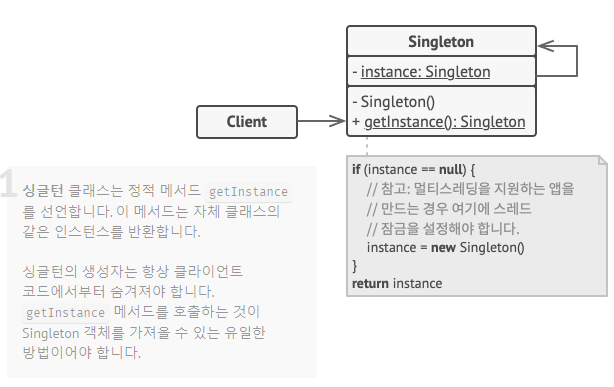 Singleton
- instance: Singleton
- Singleton()
+ getInstance(): Singleton
Client
1
싱글턴 클래스는 정적 메서드 getInstance
를 선언합니다. 이 메서드는 자체 클래스의
같은 인스턴스를 반환합니다.
싱글턴의 생성자는 항상 클라이언트
코드에서부터 숨겨져야 합니다.
getInstance 메서드를 호출하는 것이
Singleton 객체를 가져올 수 있는 유일한
방법이어야 합니다.
if (instance == null) {
// 참고: 멀티스레딩을 지원하는 앱을
// 만드는 경우 여기에 스레드
// 잠금을 설정해야 합니다.
instance = new Singleton()
}
return instance